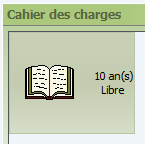 Cahier des charges
10 an(s)
Libre